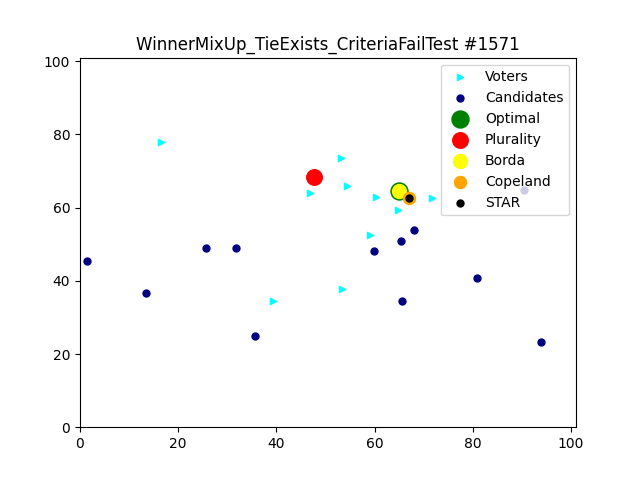 WinnerMixUp_TieExists_CriteriaFailTest #1571
100
80
60
40
20
0
0 20 40 60 80 100
Voters
Candidates
Optimal
Plurality
Borda
Copeland
STAR